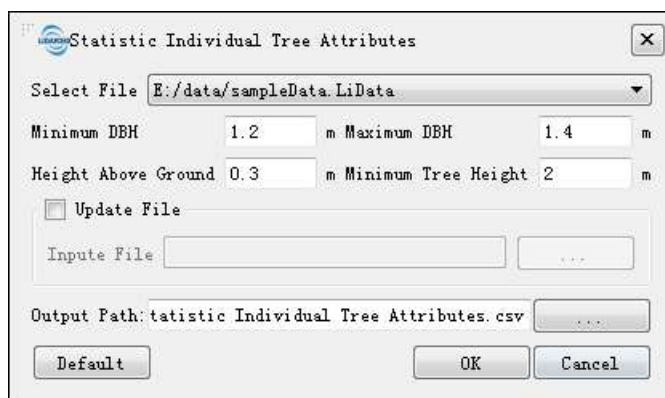 Statistic Individual Tree Attributes
Select File E:/data/sampleData.LiData
Minimum DBH 1.2 m Maximum DBH 1.4 m
Height Above Ground 0.3 m Minimum Tree Height 2 m
Update File
Inpute File ...
Output Path: tatistic Individual Tree Attributes.csv ...
Default OK Cancel